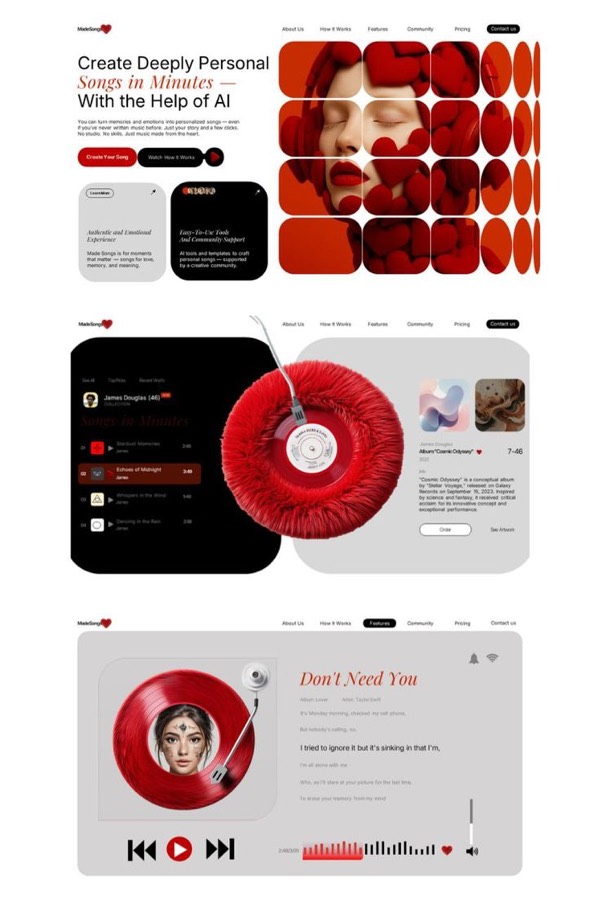 MadeSongs
About Us
How It Works
Features
Community
Pricing
Contact us
Create Deeply Personal
Songs in Minutes —
With the Help of AI
You can turn memories and emotions into personalized songs — even
if you've never written music before. Just your story and a few clicks.
No studio. No skills. Just music made from the heart.
Create Your Song
Watch How It Works
Learn More
Authentic and Emotional
Experience
Made Songs is for moments
that matter — songs for love,
memory, and meaning.
Easy-To-Use Tools
And Community Support
AI tools and templates to craft
personal songs — supported
by a creative community.
MadeSongs
About Us
How It Works
Features
Community
Pricing
Contact us
See All
James Douglas (46)
COLLECTION
Songs in Minutes
01
Stardust Memories
James
02
Echoes of Midnight
James
3:49
03
Whispers in the Wind
James
04
Dancing in the Rain
James
James Douglas
Album "Cosmic Odyssey"
7-46
2023
"Cosmic Odyssey" is a conceptual album
by "Stellar Voyage," released on Galaxy
Records on September 15, 2023. Inspired
by science and fantasy, it received critical
acclaim for its innovative concept and
exceptional performance.
Order
See Artwork
MadeSongs
About Us
How It Works
Features
Community
Pricing
Contact us
Don't Need You
It's Monday morning, checked my cell phone,
But nobody's calling, no,
I tried to ignore it but it's sinking in that I'm,
I'm all alone with me
Why, so I'll stare at your picture for the last time,
To erase your memory from my mind